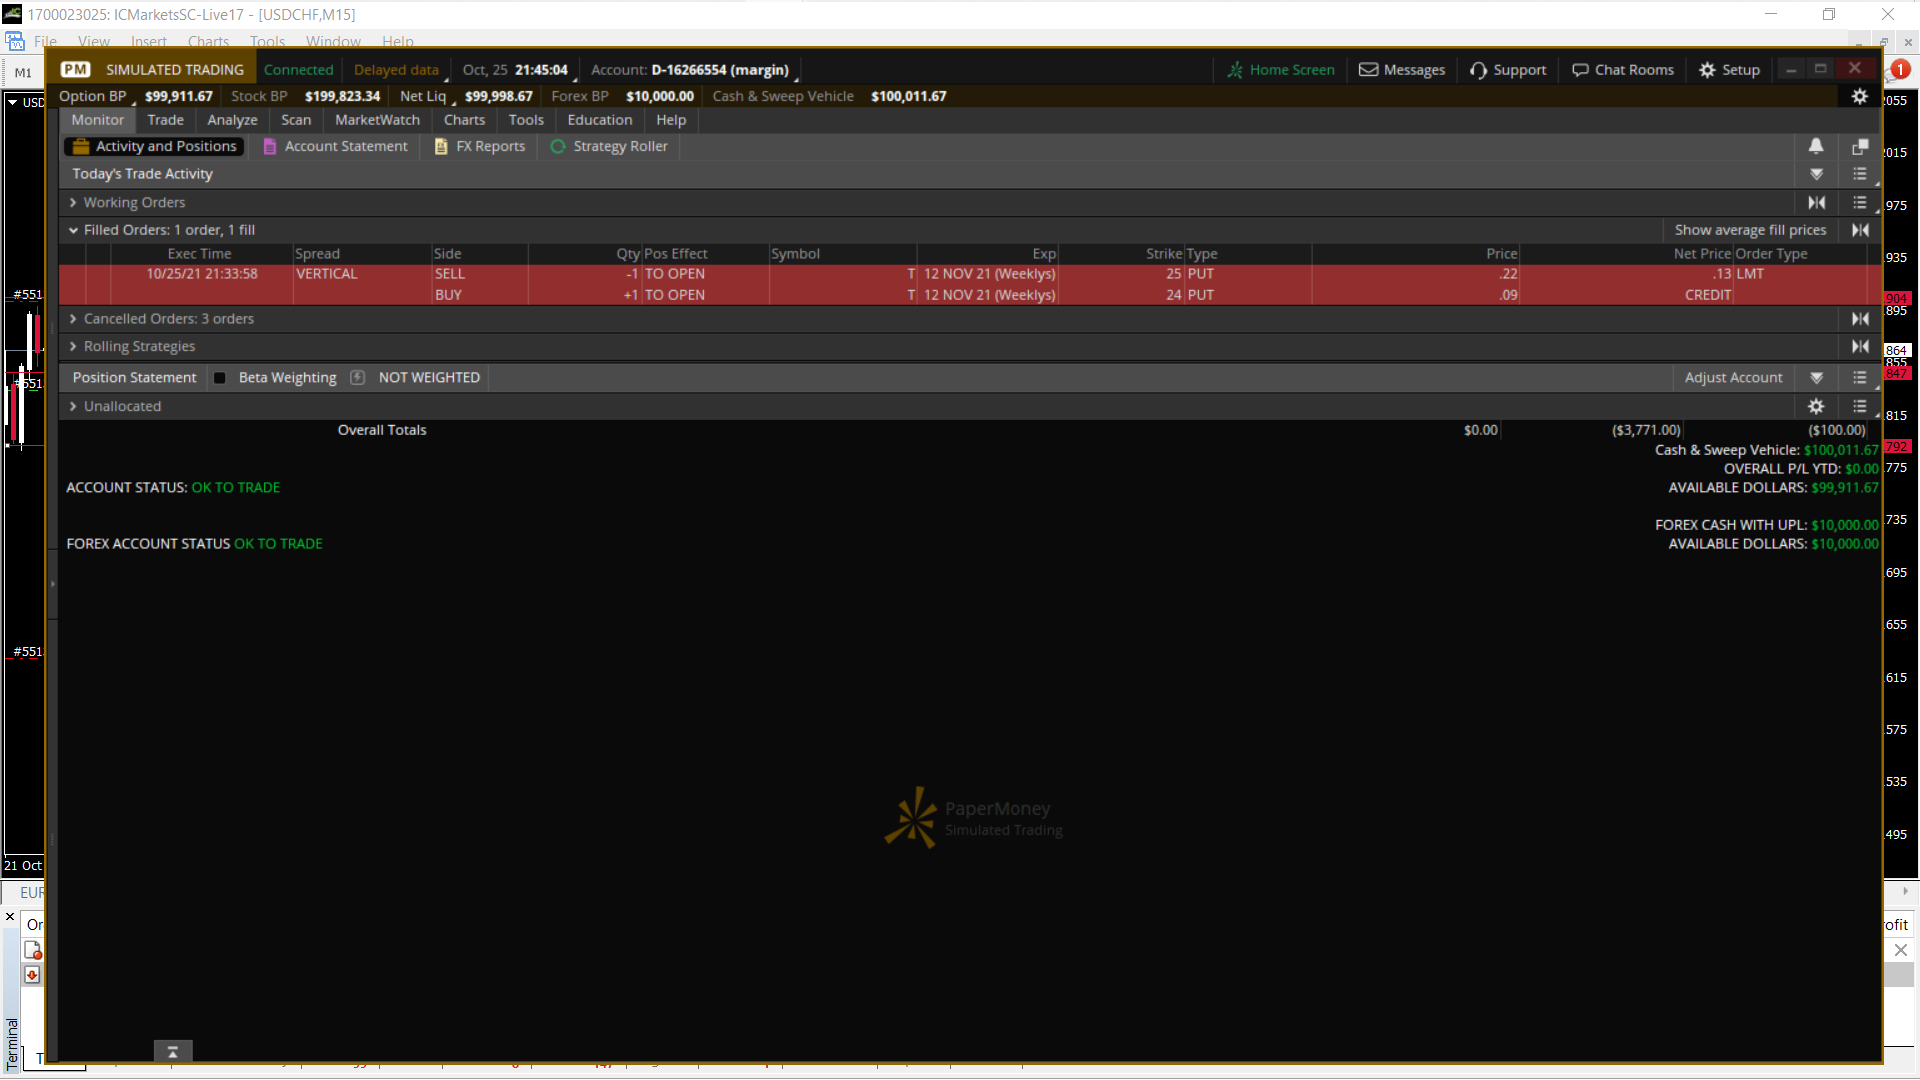 1700023025: ICMarketsSC-Live17 - [USDCHF,M15]
File View Insert Charts Tools Window Help
M1
PM SIMULATED TRADING Connected Delayed data Oct, 25 21:45:04 Account: D-16266554 (margin) Home Screen Messages Support Chat Rooms Setup
1
Option BP $99,911.67 Stock BP $199,823.34 Net Liq $99,998.67 Forex BP $10,000.00 Cash & Sweep Vehicle $100,011.67
USD
Monitor Trade Analyze Scan MarketWatch Charts Tools Education Help
Activity and Positions Account Statement FX Reports Strategy Roller
Today's Trade Activity
Working Orders
Filled Orders: 1 order, 1 fill Show average fill prices
Exec Time Spread Side Qty Pos Effect Symbol Exp Strike Type Price Net Price Order Type
10/25/21 21:33:58 VERTICAL SELL -1 TO OPEN T 12 NOV 21 (Weeklys) 25 PUT .22 .13 LMT
BUY +1 TO OPEN T 12 NOV 21 (Weeklys) 24 PUT .09 CREDIT
Cancelled Orders: 3 orders
Rolling Strategies
Position Statement Beta Weighting NOT WEIGHTED Adjust Account
Unallocated
Overall Totals $0.00 ($3,771.00) ($100.00)
Cash & Sweep Vehicle: $100,011.67
OVERALL P/L YTD: $0.00
ACCOUNT STATUS: OK TO TRADE AVAILABLE DOLLARS: $99,911.67
FOREX CASH WITH UPL: $10,000.00
FOREX ACCOUNT STATUS OK TO TRADE AVAILABLE DOLLARS: $10,000.00
PaperMoney
Simulated Trading
#551
#551
#551
2055
2015
975
935
904
895
864
855
847
815
792
775
735
695
655
615
575
535
495
21 Oct
EUR
Or
ofit
Terminal
T